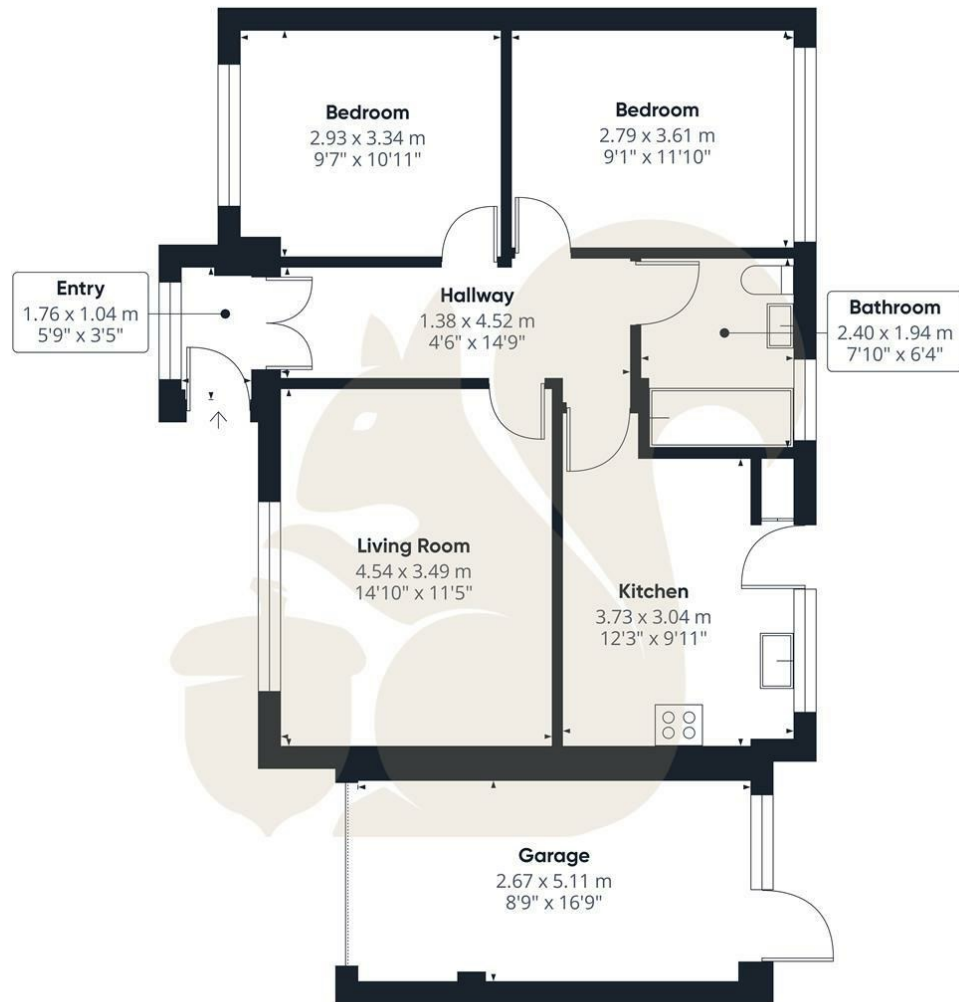 Bedroom
2.93 x 3.34 m
9'7" x 10'11"
Bedroom
2.79 x 3.61 m
9'1" x 11'10"
Entry
1.76 x 1.04 m
5'9" x 3'5"
Hallway
1.38 x 4.52 m
4'6" x 14'9"
Bathroom
2.40 x 1.94 m
7'10" x 6'4"
Living Room
4.54 x 3.49 m
14'10" x 11'5"
Kitchen
3.73 x 3.04 m
12'3" x 9'11"
Garage
2.67 x 5.11 m
8'9" x 16'9"